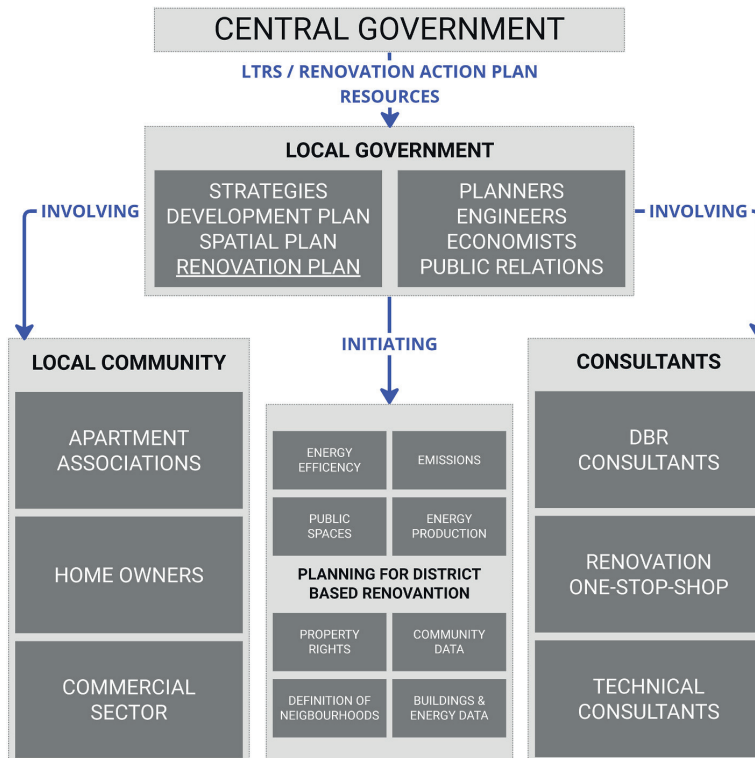 CENTRAL GOVERNMENT
LTRS / RENOVATION ACTION PLAN
RESOURCES
LOCAL GOVERNMENT
STRATEGIES
DEVELOPMENT PLAN
SPATIAL PLAN
RENOVATION PLAN
PLANNERS
ENGINEERS
ECONOMISTS
PUBLIC RELATIONS
INVOLVING
INVOLVING
INITIATING
LOCAL COMMUNITY
APARTMENT
ASSOCIATIONS
HOME OWNERS
COMMERCIAL
SECTOR
ENERGY
EFFICENCY
EMISSIONS
PUBLIC
SPACES
ENERGY
PRODUCTION
PLANNING FOR DISTRICT
BASED RENOVANTION
PROPERTY
RIGHTS
COMMUNITY
DATA
DEFINITION OF
NEIGBOURHOODS
BUILDINGS &
ENERGY DATA
CONSULTANTS
DBR
CONSULTANTS
RENOVATION
ONE-STOP-SHOP
TECHNICAL
CONSULTANTS